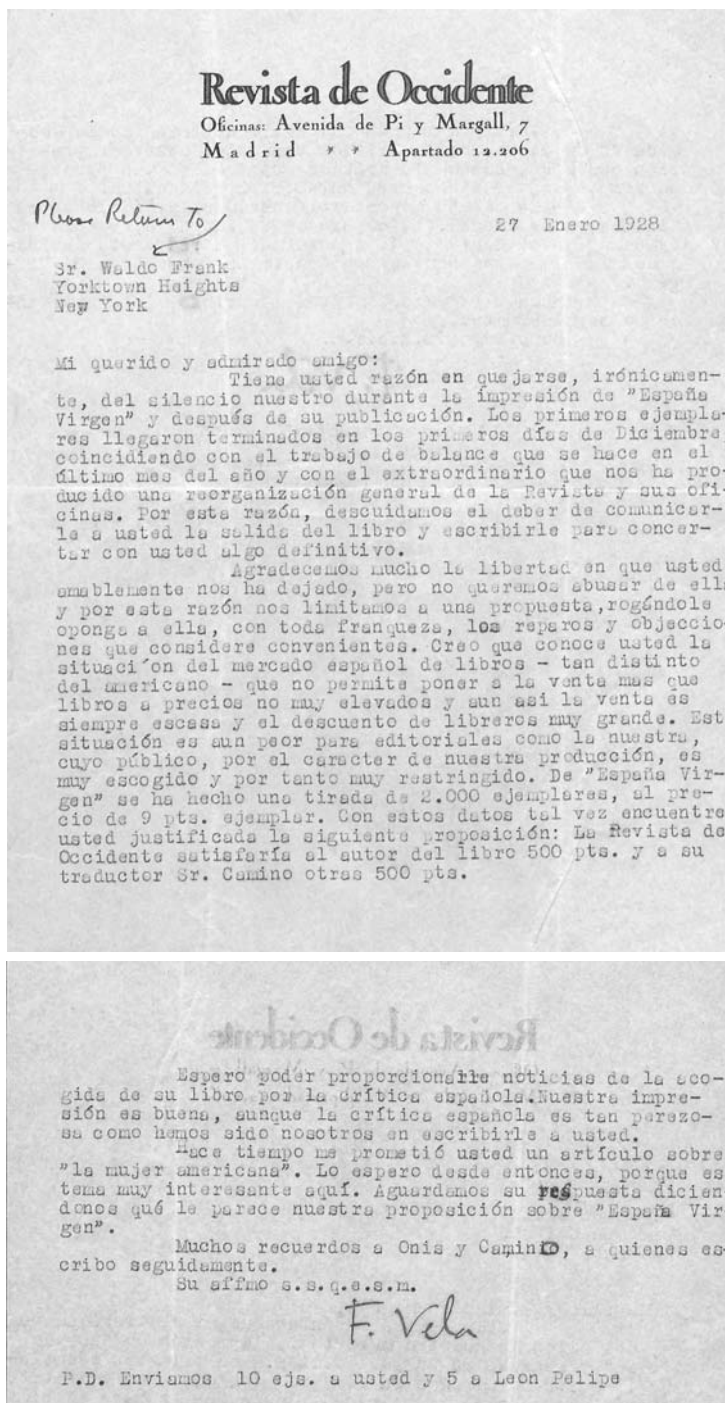 Revista de Occidente
Oficinas: Avenida de Pi y Margall, 7
Madrid * * Apartado 12.206
Please Return To
27 Enero 1928
Sr. Waldo Frank
Yorktown Heights
New York
Mi querido y admirado amigo:
Tiene usted razón en quejarse, irónicamen-
te, del silencio nuestro durante la impresión de "España
Virgen" y después de su publicación. Los primeros ejempla-
res llegaron terminados en los primeros días de Diciembre
coincidiendo con el trabajo de balance que se hace en el
último mes del año y con el extraordinario que nos ha pro-
ducido una reorganización general de la Revista y sus ofi-
cinas. Por esta razón, descuidamos el deber de comunicar-
le a usted la salida del libro y escribirle para concer-
tar con usted algo definitivo.
Agradecemos mucho la libertad en que usted
amablemente nos ha dejado, pero no queremos abusar de ella
y por esta razón nos limitamos a una propuesta,rogándole
oponga a ella, con toda franqueza, los reparos y objeccio-
nes que considere convenientes. Creo que conoce usted la
situaci´on del mercado español de libros - tan distinto
del americano - que no permite poner a la venta mas que
libros a precios no muy elevados y aun asi la venta es
siempre escasa y el descuento de libreros muy grande. Est
situación es aun peor para editoriales como la nuestra,
cuyo público, por el caracter de nuestra producción, es
muy escogido y por tanto muy restringido. De "España Vir-
gen" se ha hecho una tirada de 2.000 ejemplares, al pre-
cio de 9 pts. ejemplar. Con estos datos tal vez encuentre
usted justificada la siguiente proposición: La Revista de
Occidente satisfaría al autor del libro 500 pts. y a su
traductor Sr. Camino otras 500 pts.
Revista de Occidente
Espero poder proporcionarle noticias de la aco-
gida de su libro por la crítica española.Nuestra impre-
sión es buena, aunque la crítica española es tan perezo-
sa como hemos sido nosotros en escribirle a usted.
Hace tiempo me prometió usted un artículo sobre
"la mujer americana". Lo espero desde entonces, porque es
tema muy interesante aquí. Aguardamos su respuesta dicien
donos qué le parece nuestra proposición sobre "España Vir
gen".
Muchos recuerdos a Onis y Camino, a quienes es-
cribo seguidamente.
Su affmo s.s.q.e.s.m.
F. Vela
P.D. Enviamos 10 ejs. a usted y 5 a Leon Felipe